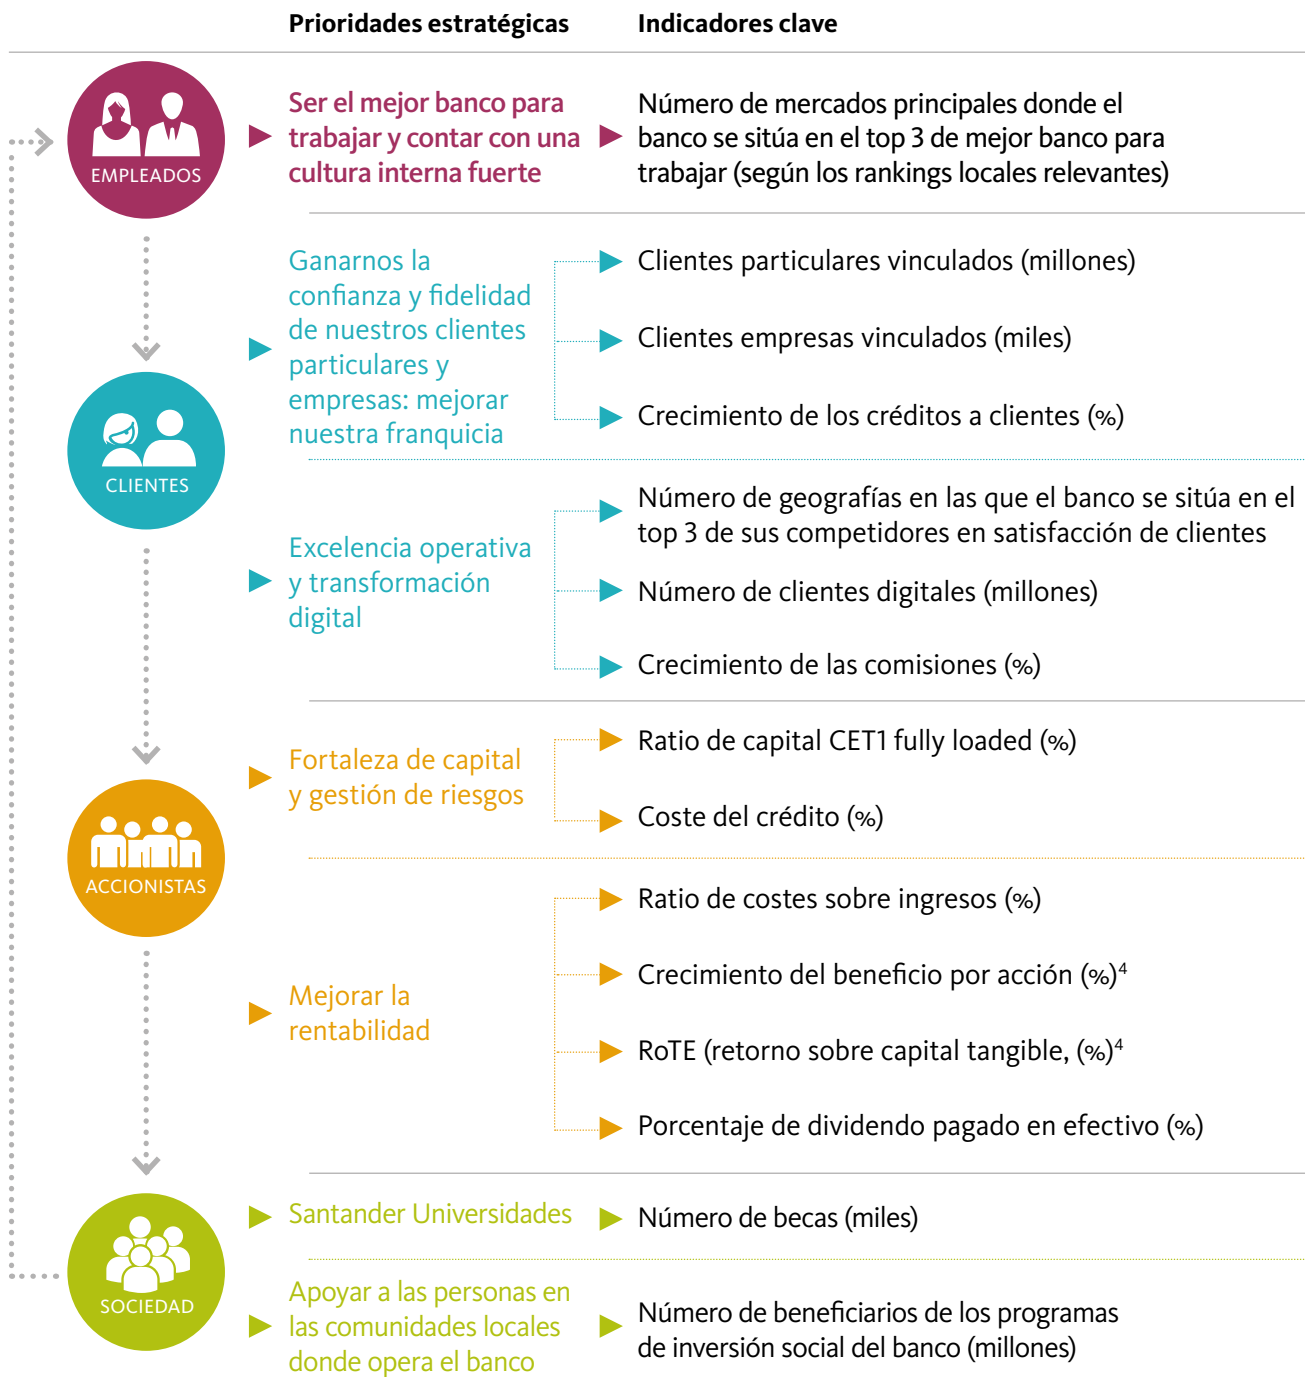 Prioridades estratégicas
Indicadores clave
EMPLEADOS
Ser el mejor banco para
trabajar y contar con una
cultura interna fuerte
Número de mercados principales donde el
banco se sitúa en el top 3 de mejor banco para
trabajar (según los rankings locales relevantes)
CLIENTES
Ganarnos la
confianza y fidelidad
de nuestros clientes
particulares y
empresas: mejorar
nuestra franquicia
Clientes particulares vinculados (millones)
Clientes empresas vinculados (miles)
Crecimiento de los créditos a clientes (%)
Excelencia operativa
y transformación
digital
Número de geografías en las que el banco se sitúa en el
top 3 de sus competidores en satisfacción de clientes
Número de clientes digitales (millones)
Crecimiento de las comisiones (%)
ACCIONISTAS
Fortaleza de capital
y gestión de riesgos
Ratio de capital CET1 fully loaded (%)
Coste del crédito (%)
Mejorar la
rentabilidad
Ratio de costes sobre ingresos (%)
Crecimiento del beneficio por acción (%)⁴
RoTE (retorno sobre capital tangible, (%)⁴
Porcentaje de dividendo pagado en efectivo (%)
SOCIEDAD
Santander Universidades
Número de becas (miles)
Apoyar a las personas en
las comunidades locales
donde opera el banco
Número de beneficiarios de los programas
de inversión social del banco (millones)